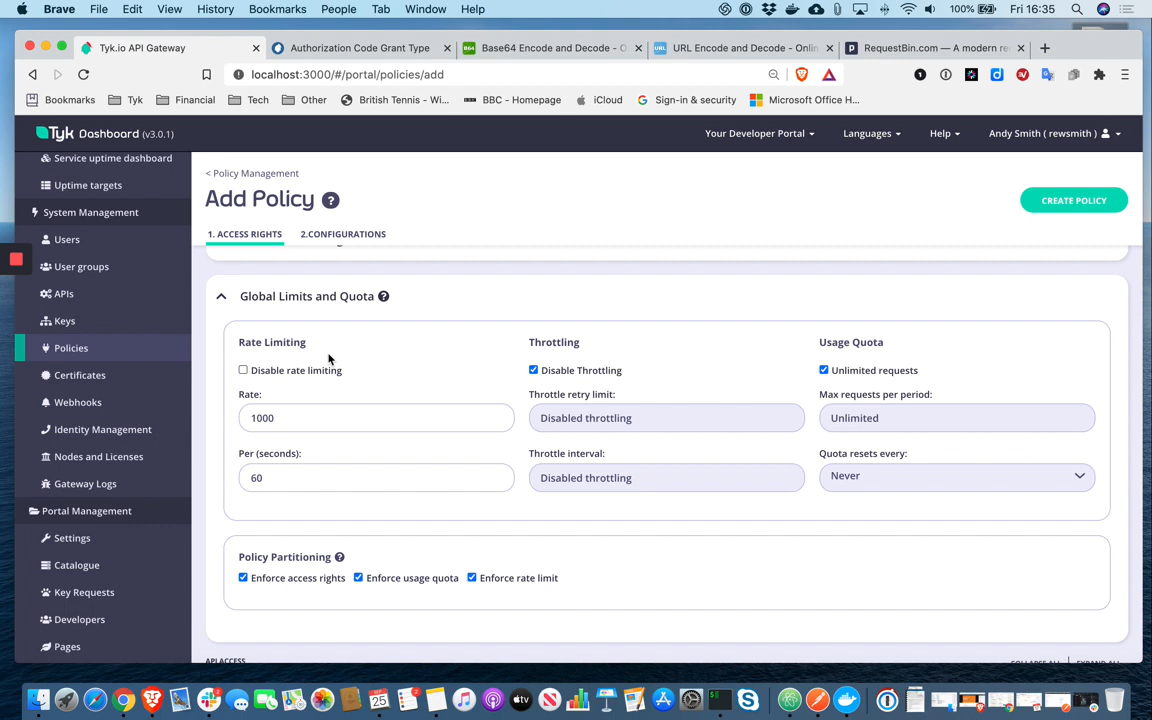 Brave File Edit View History Bookmarks People Tab Window Help 100% Fri 16:35
Tyk.io API Gateway
Authorization Code Grant Type
Base64 Encode and Decode - O
URL Encode and Decode - Onlin
RequestBin.com — A modern re
localhost:3000/#/portal/policies/add
Bookmarks Tyk Financial Tech Other British Tennis - Wi... BBC - Homepage iCloud Sign-in & security Microsoft Office H...
Tyk Dashboard (v3.0.1)
Your Developer Portal Languages Help Andy Smith ( rewsmith )
Service uptime dashboard
Uptime targets
System Management
Users
User groups
APIs
Keys
Policies
Certificates
Webhooks
Identity Management
Nodes and Licenses
Gateway Logs
Portal Management
Settings
Catalogue
Key Requests
Developers
Pages
< Policy Management
Add Policy ?
CREATE POLICY
1. ACCESS RIGHTS 2.CONFIGURATIONS
Global Limits and Quota ?
Rate Limiting
Disable rate limiting
Rate:
1000
Per (seconds):
60
Throttling
Disable Throttling
Throttle retry limit:
Disabled throttling
Throttle interval:
Disabled throttling
Usage Quota
Unlimited requests
Max requests per period:
Unlimited
Quota resets every:
Never
Policy Partitioning ?
Enforce access rights Enforce usage quota Enforce rate limit
API ACCESS
COLLAPSE ALL | EXPAND ALL